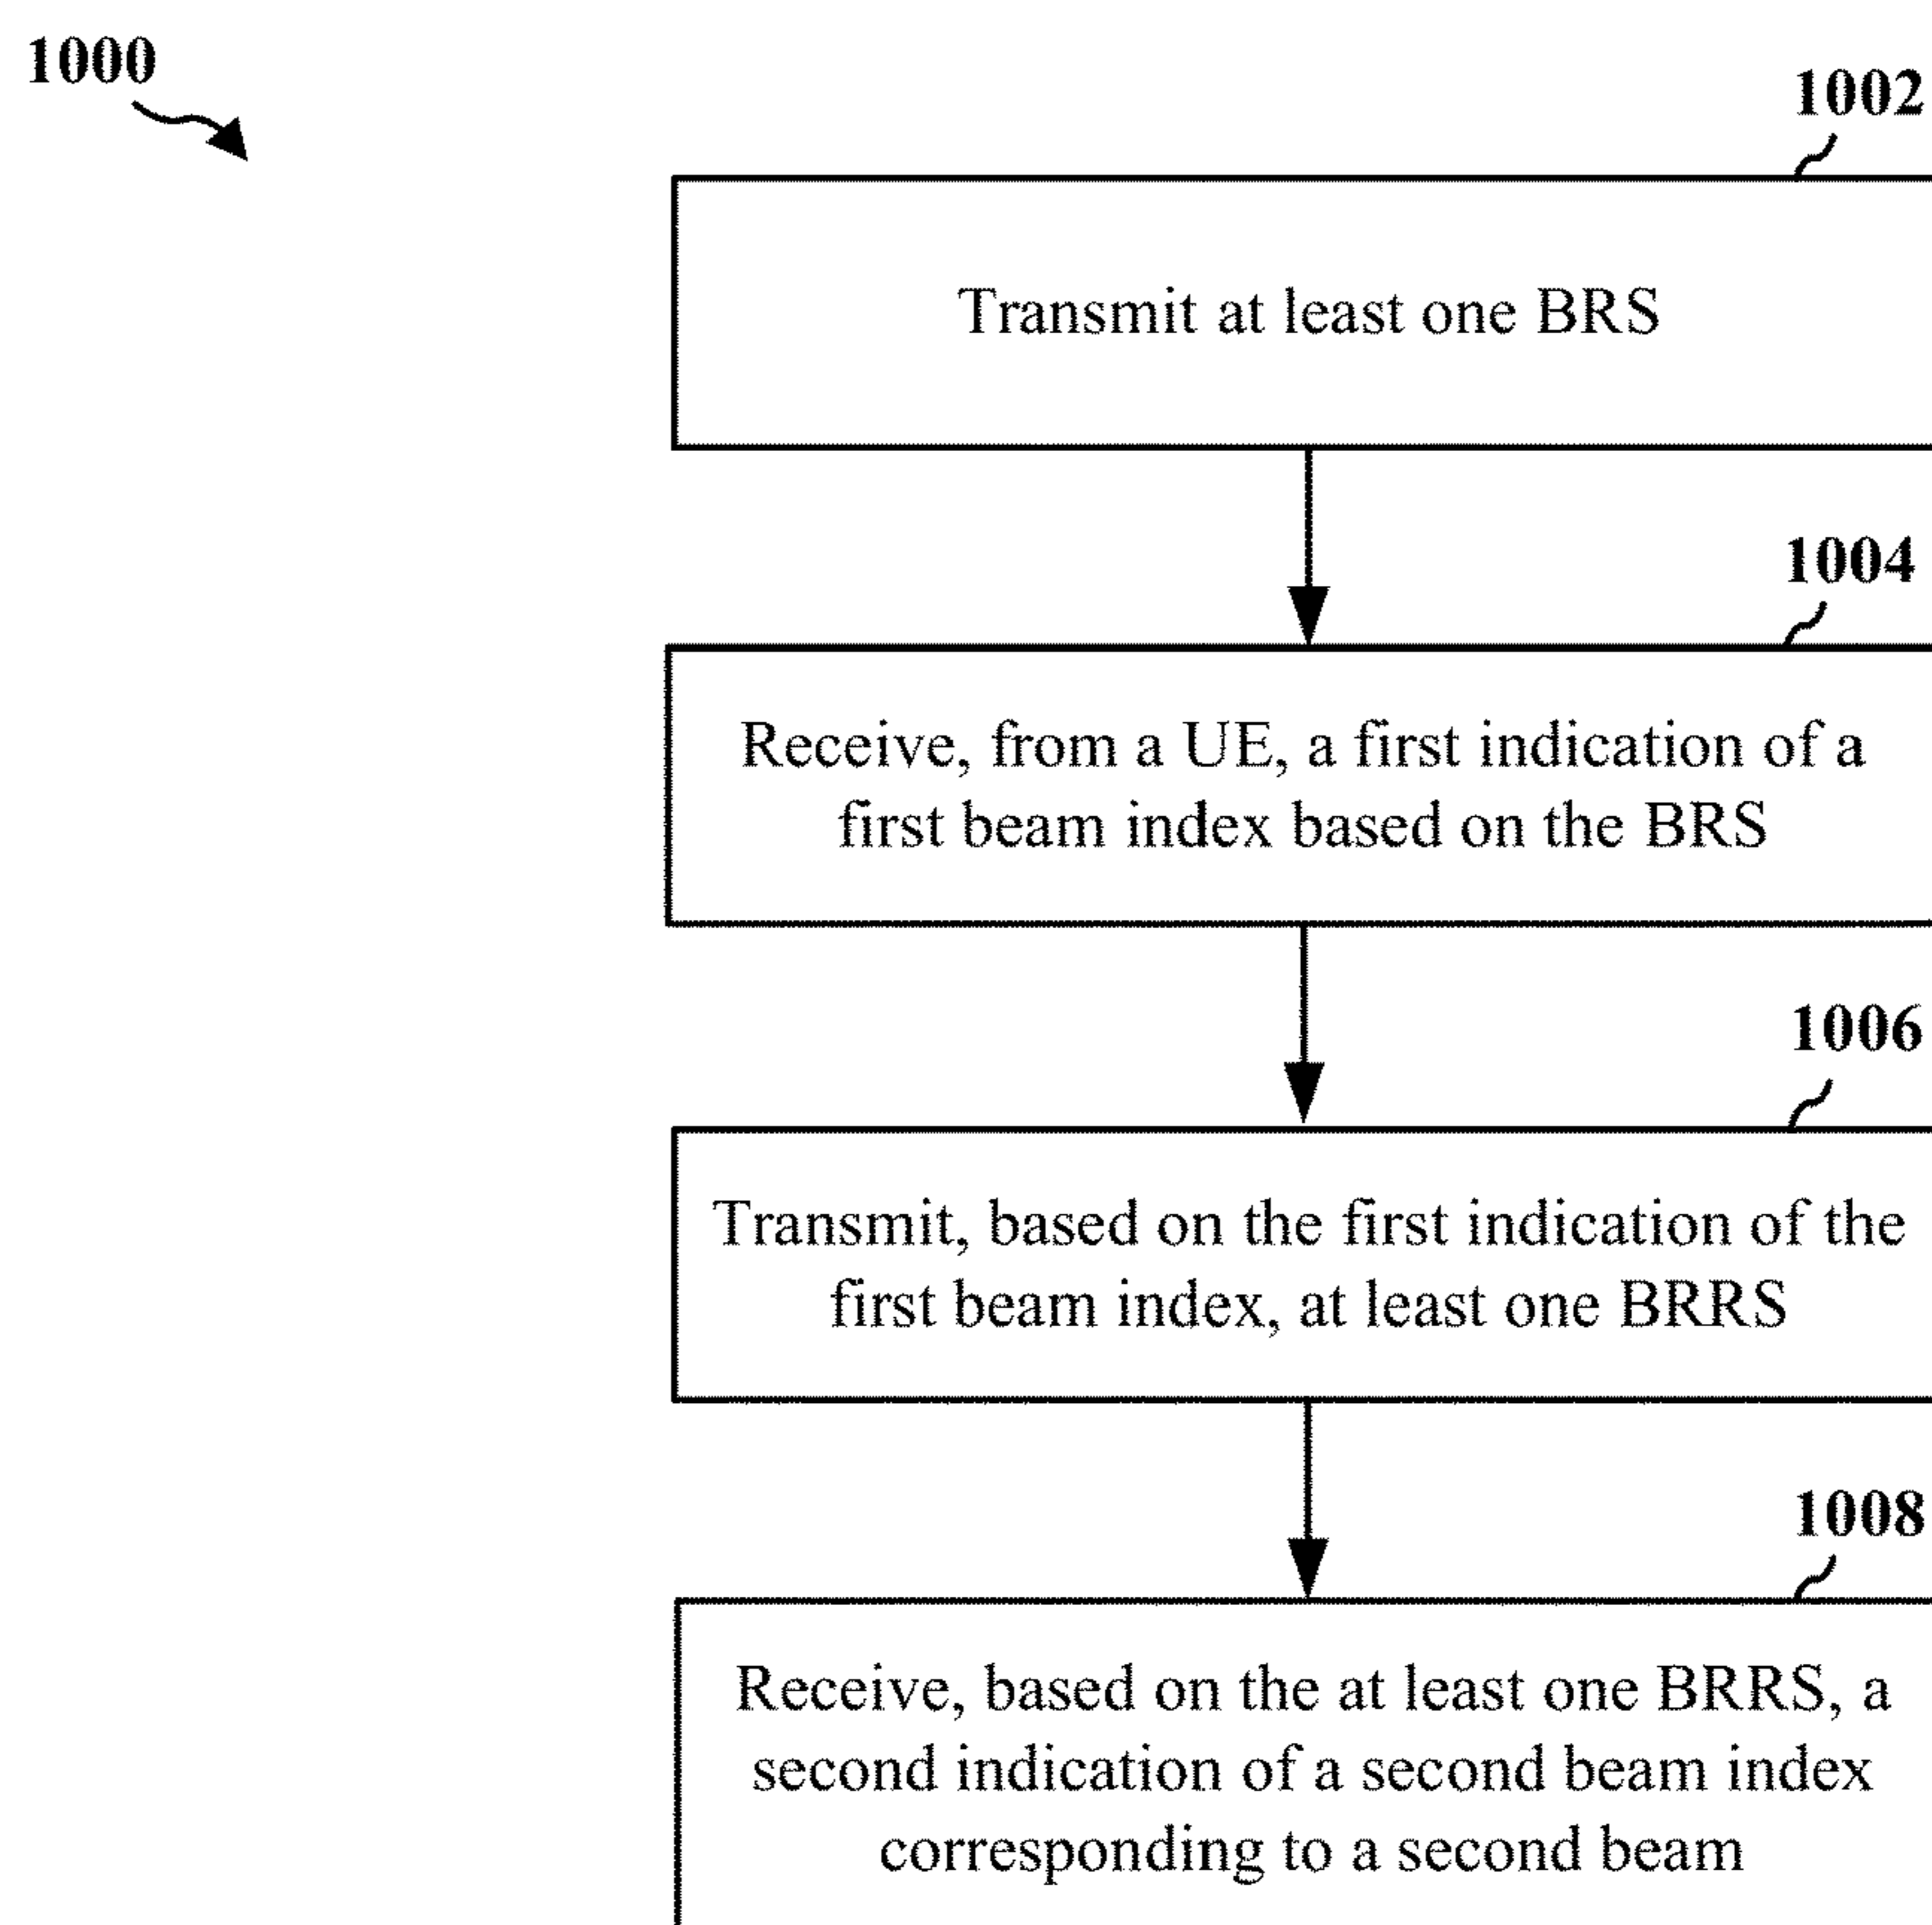 1000
1002
Transmit at least one BRS
1004
Receive, from a UE, a first indication of a
first beam index based on the BRS
1006
Transmit, based on the first indication of the
first beam index, at least one BRRS
1008
Receive, based on the at least one BRRS, a
second indication of a second beam index
corresponding to a second beam